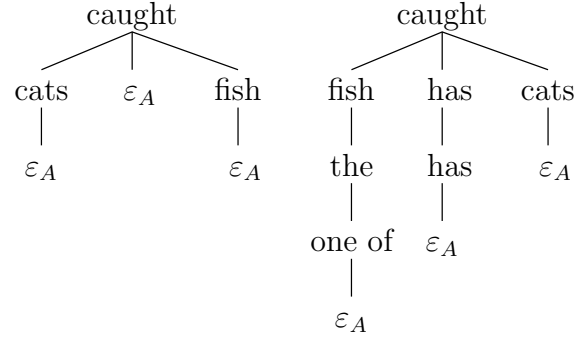 caught caught
cats ε_A fish fish has cats
ε_A ε_A the has ε_A
one of ε_A
ε_A